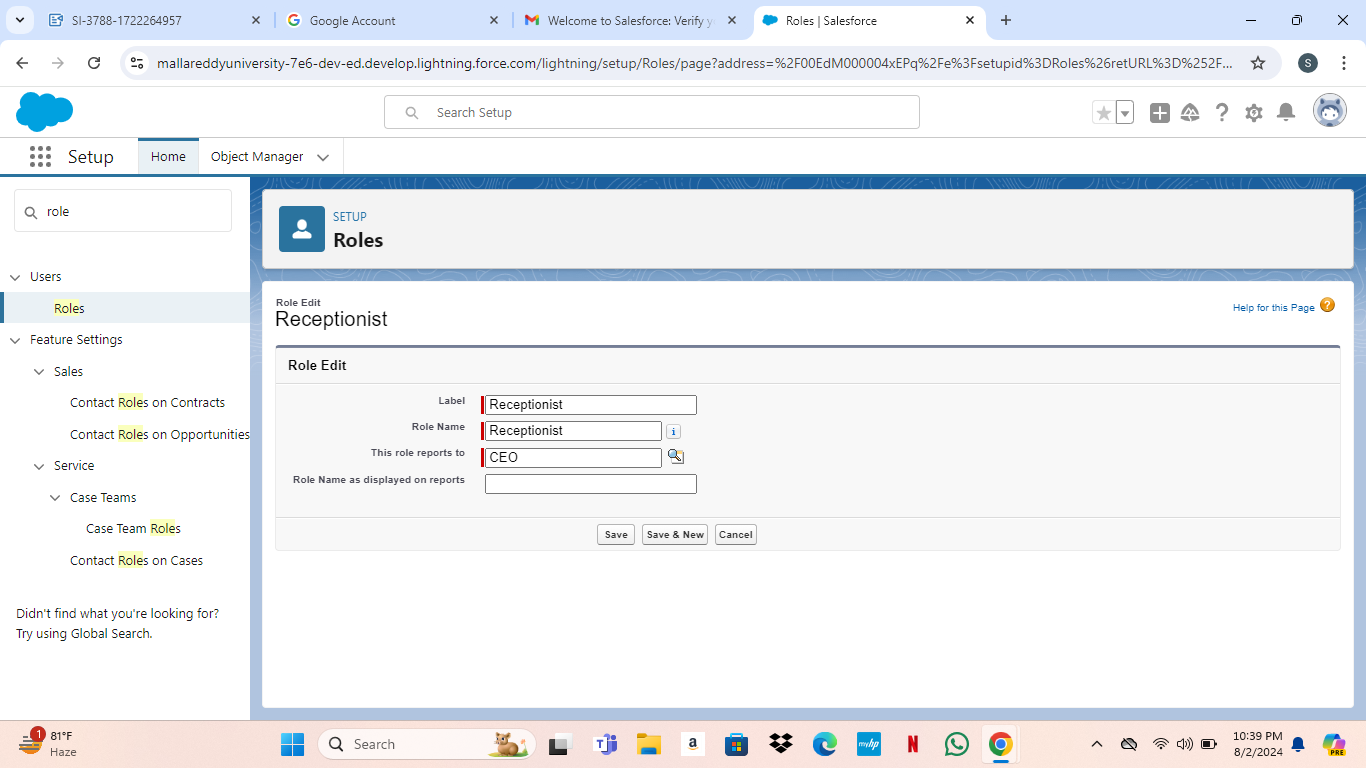 SI-3788-1722264957
Google Account
Welcome to Salesforce: Verify y
Roles | Salesforce
mallareddyuniversity-7e6-dev-ed.develop.lightning.force.com/lightning/setup/Roles/page?address=%2F00EdM000004xEPq%2Fe%3Fsetupid%3DRoles%26retURL%3D%252F...
S
Search Setup
Setup
Home
Object Manager
role
Users
Roles
Feature Settings
Sales
Contact Roles on Contracts
Contact Roles on Opportunities
Service
Case Teams
Case Team Roles
Contact Roles on Cases
Didn't find what you're looking for?
Try using Global Search.
SETUP
Roles
Role Edit
Receptionist
Help for this Page ?
Role Edit
Label Receptionist
Role Name Receptionist i
This role reports to CEO
Role Name as displayed on reports
Save Save & New Cancel
1
81°F
Haze
Search
a
myhp
N
10:39 PM
8/2/2024
PRE